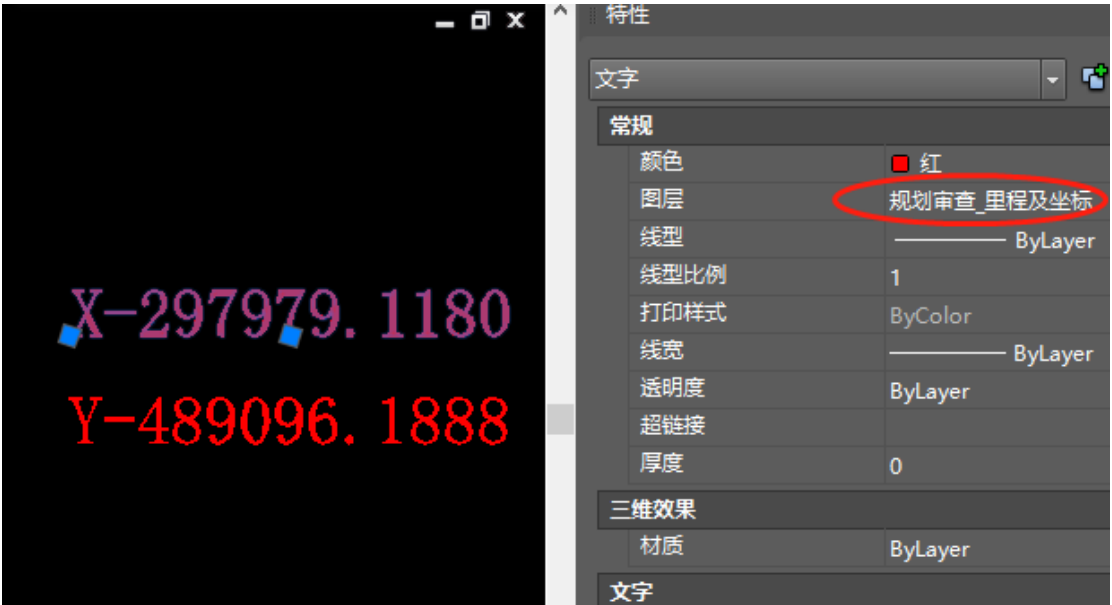 特性
文字
常规
颜色 红
图层 规划审查_里程及坐标
线型 ByLayer
线型比例 1
打印样式 ByColor
线宽 ByLayer
透明度 ByLayer
超链接
厚度 0
三维效果
材质 ByLayer
文字
X-297979.1180
Y-489096.1888